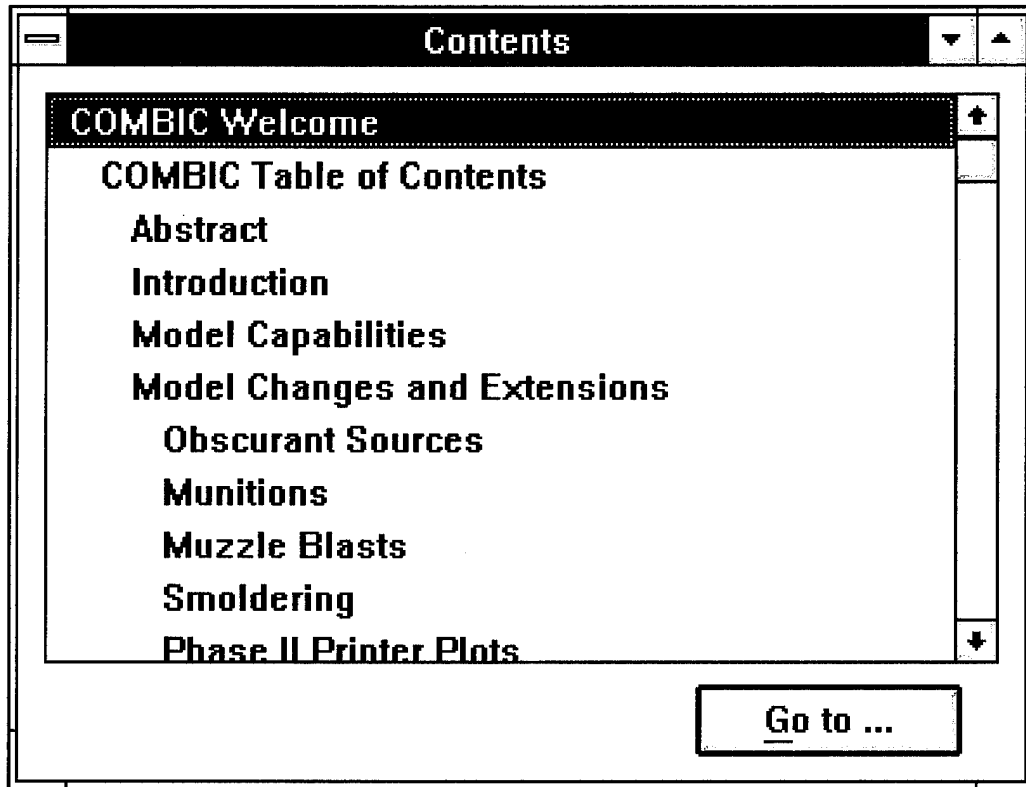 Contents
COMBIC Welcome
COMBIC Table of Contents
Abstract
Introduction
Model Capabilities
Model Changes and Extensions
Obscurant Sources
Munitions
Muzzle Blasts
Smoldering
Phase II Printer Plots
Go to ...